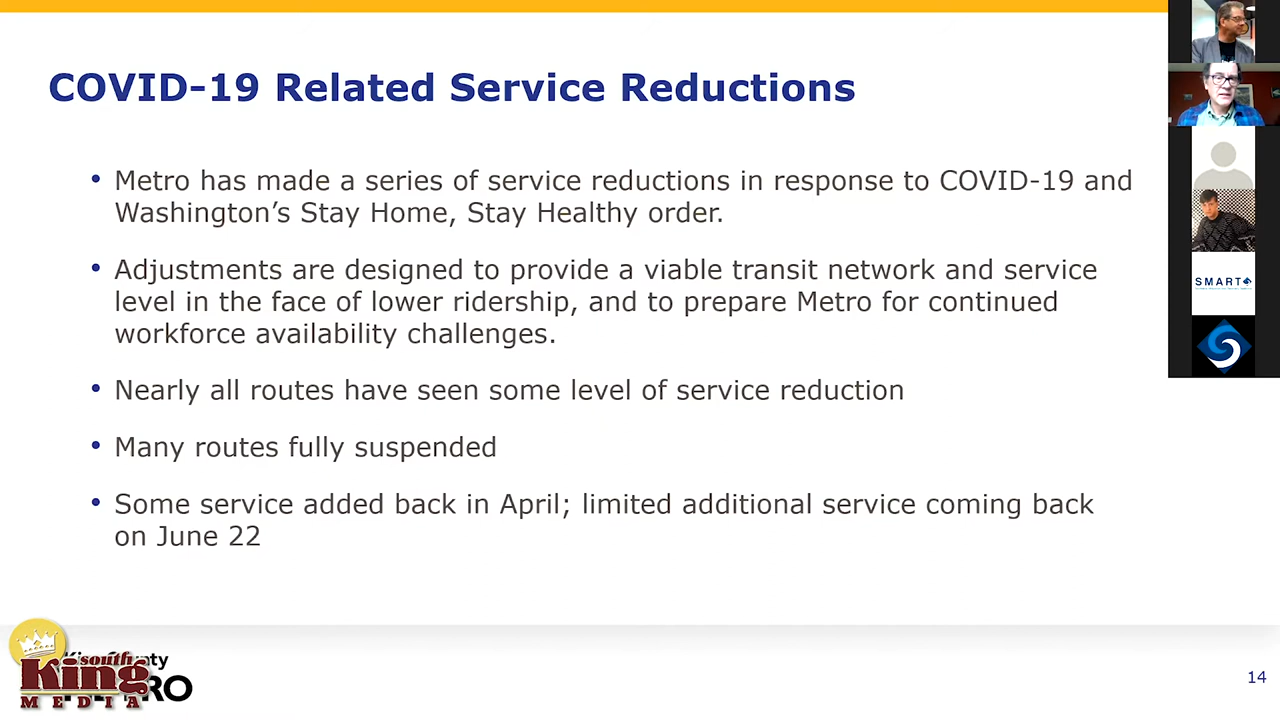 COVID-19 Related Service Reductions
• Metro has made a series of service reductions in response to COVID-19 and
Washington’s Stay Home, Stay Healthy order.
• Adjustments are designed to provide a viable transit network and service
level in the face of lower ridership, and to prepare Metro for continued
workforce availability challenges.
• Nearly all routes have seen some level of service reduction
• Many routes fully suspended
• Some service added back in April; limited additional service coming back
on June 22
SMART
south
King
MEDIA
14